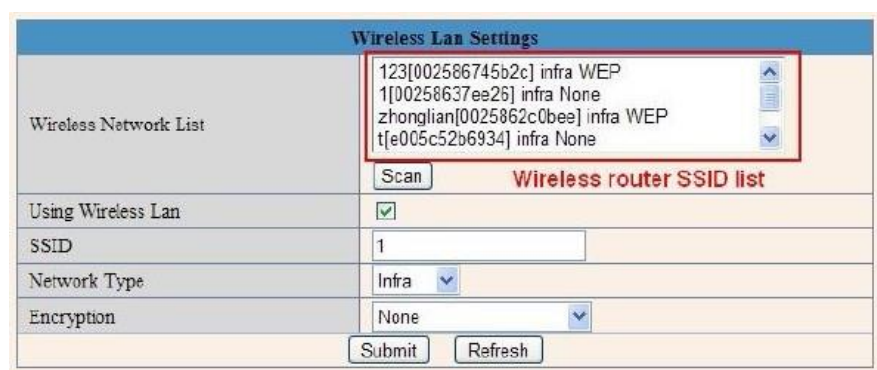 Wireless Lan Settings
Wireless Network List
123[002586745b2c] infra WEP
1[00258637ee26] infra None
zhonglian[0025862c0bee] infra WEP
t[e005c52b6934] infra None
Scan
Wireless router SSID list
Using Wireless Lan
SSID
1
Network Type
Infra
Encryption
None
Submit
Refresh